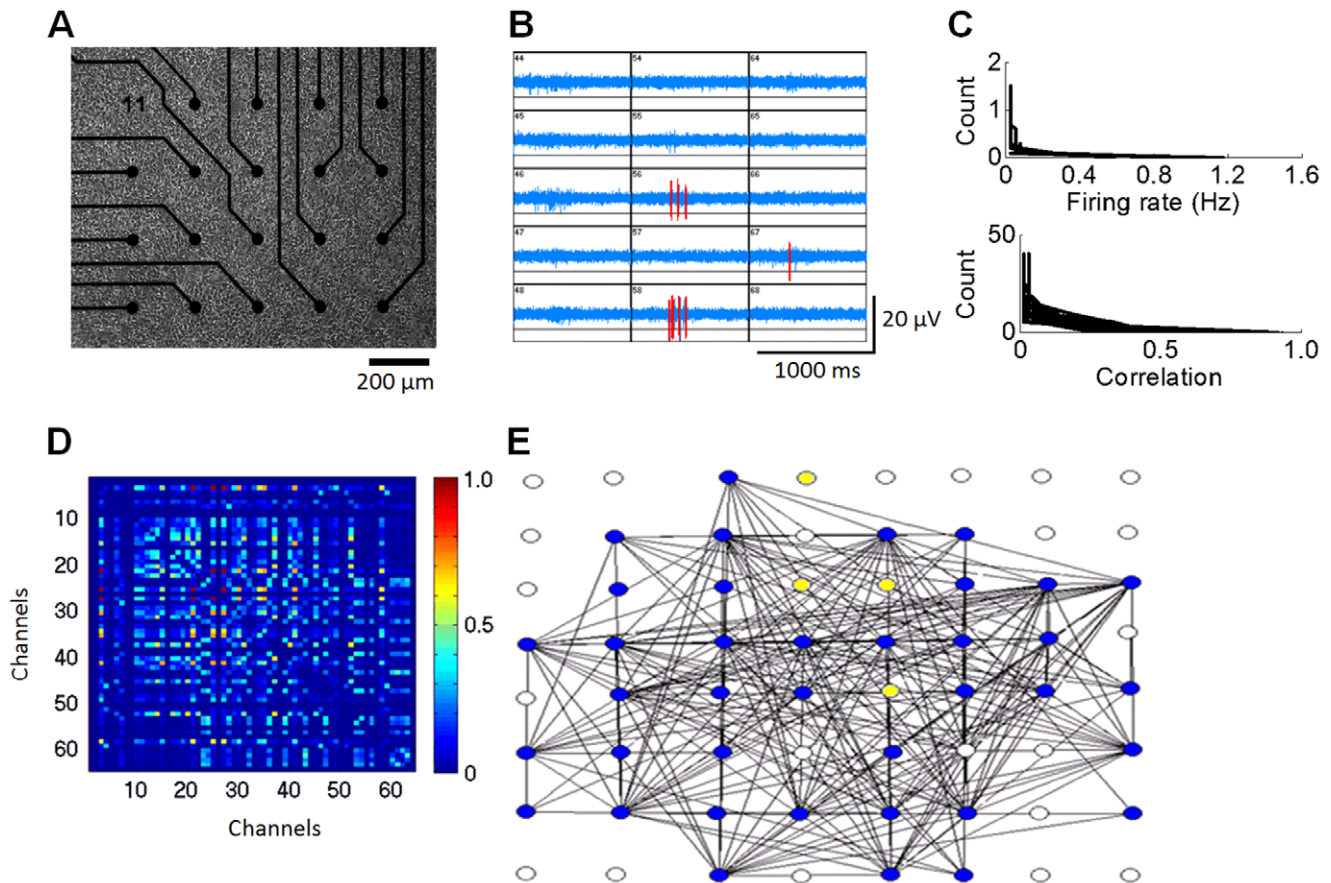 A
11
200 µm
B
44 54 64
45 55 65
46 56 66
47 57 67
48 58 68
20 µV
1000 ms
C
Count
2
1
0
0 0.4 0.8 1.2 1.6
Firing rate (Hz)
Count
50
0
0 0.5 1.0
Correlation
D
Channels
10
20
30
40
50
60
10 20 30 40 50 60
Channels
1.0
0.5
0
E